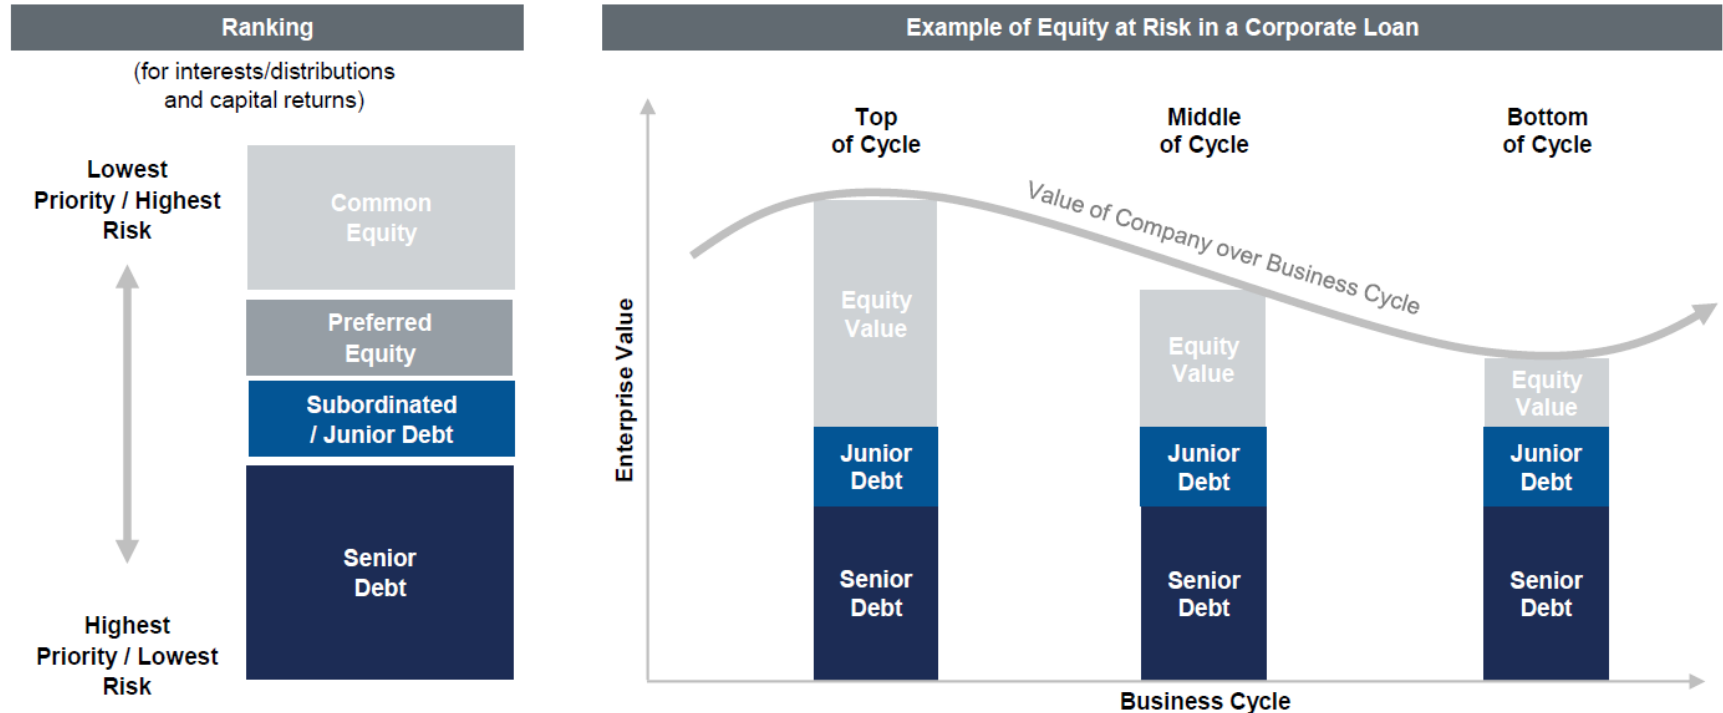 Ranking
(for interests/distributions
and capital returns)
Lowest
Priority / Highest
Risk
Common
Equity
Preferred
Equity
Subordinated
/ Junior Debt
Senior
Debt
Highest
Priority / Lowest
Risk
Example of Equity at Risk in a Corporate Loan
Enterprise Value
Top
of Cycle
Middle
of Cycle
Bottom
of Cycle
Value of Company over Business Cycle
Equity
Value
Junior
Debt
Senior
Debt
Equity
Value
Junior
Debt
Senior
Debt
Equity
Value
Junior
Debt
Senior
Debt
Business Cycle